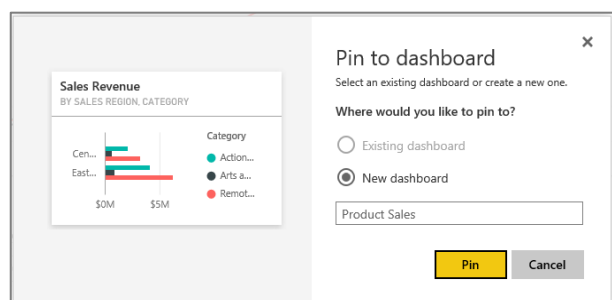 Sales Revenue
BY SALES REGION, CATEGORY
Category
Cen...
Action...
East...
Arts a...
Remot...
$0M $5M
Pin to dashboard
Select an existing dashboard or create a new one.
Where would you like to pin to?
Existing dashboard
New dashboard
Product Sales
Pin Cancel